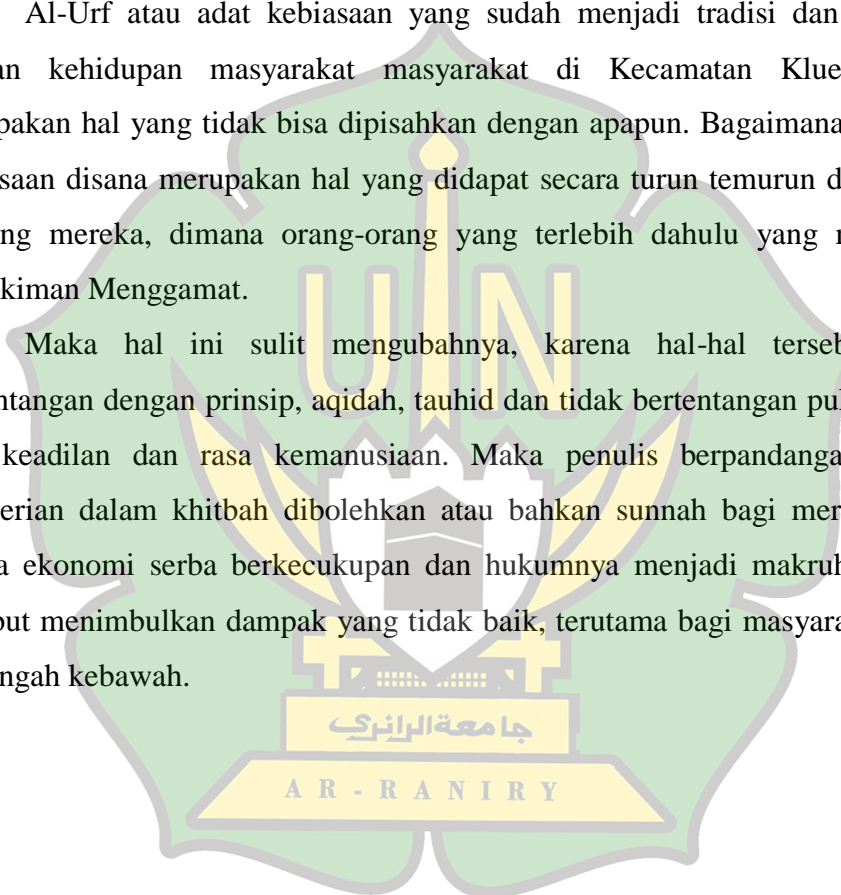 Al-Urf atau adat kebiasaan yang sudah menjadi tradisi dan
an kehidupan masyarakat masyarakat di Kecamatan Klue
pakan hal yang tidak bisa dipisahkan dengan apapun. Bagaimana
saan disana merupakan hal yang didapat secara turun temurun d
ng mereka, dimana orang-orang yang terlebih dahulu yang
kiman Menggamat.
Maka hal ini sulit mengubahnya, karena hal-hal terseb
ntangan dengan prinsip, aqidah, tauhid dan tidak bertentangan pul
keadilan dan rasa kemanusiaan. Maka penulis berpandanga
erian dalam khitbah dibolehkan atau bahkan sunnah bagi mer
a ekonomi serba berkecukupan dan hukumnya menjadi makruh
but menimbulkan dampak yang tidak baik, terutama bagi masyara
ngah kebawah.
UIN
جامعة الرانري
AR-RANIRY